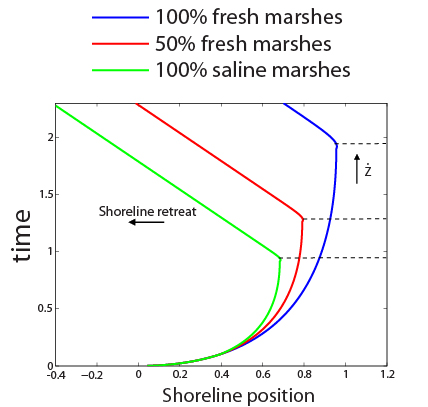 100% fresh marshes
50% fresh marshes
100% saline marshes
2
1.5
1
0.5
0
time
Shoreline retreat
ż
-0.4 -0.2 0 0.2 0.4 0.6 0.8 1 1.2
Shoreline position